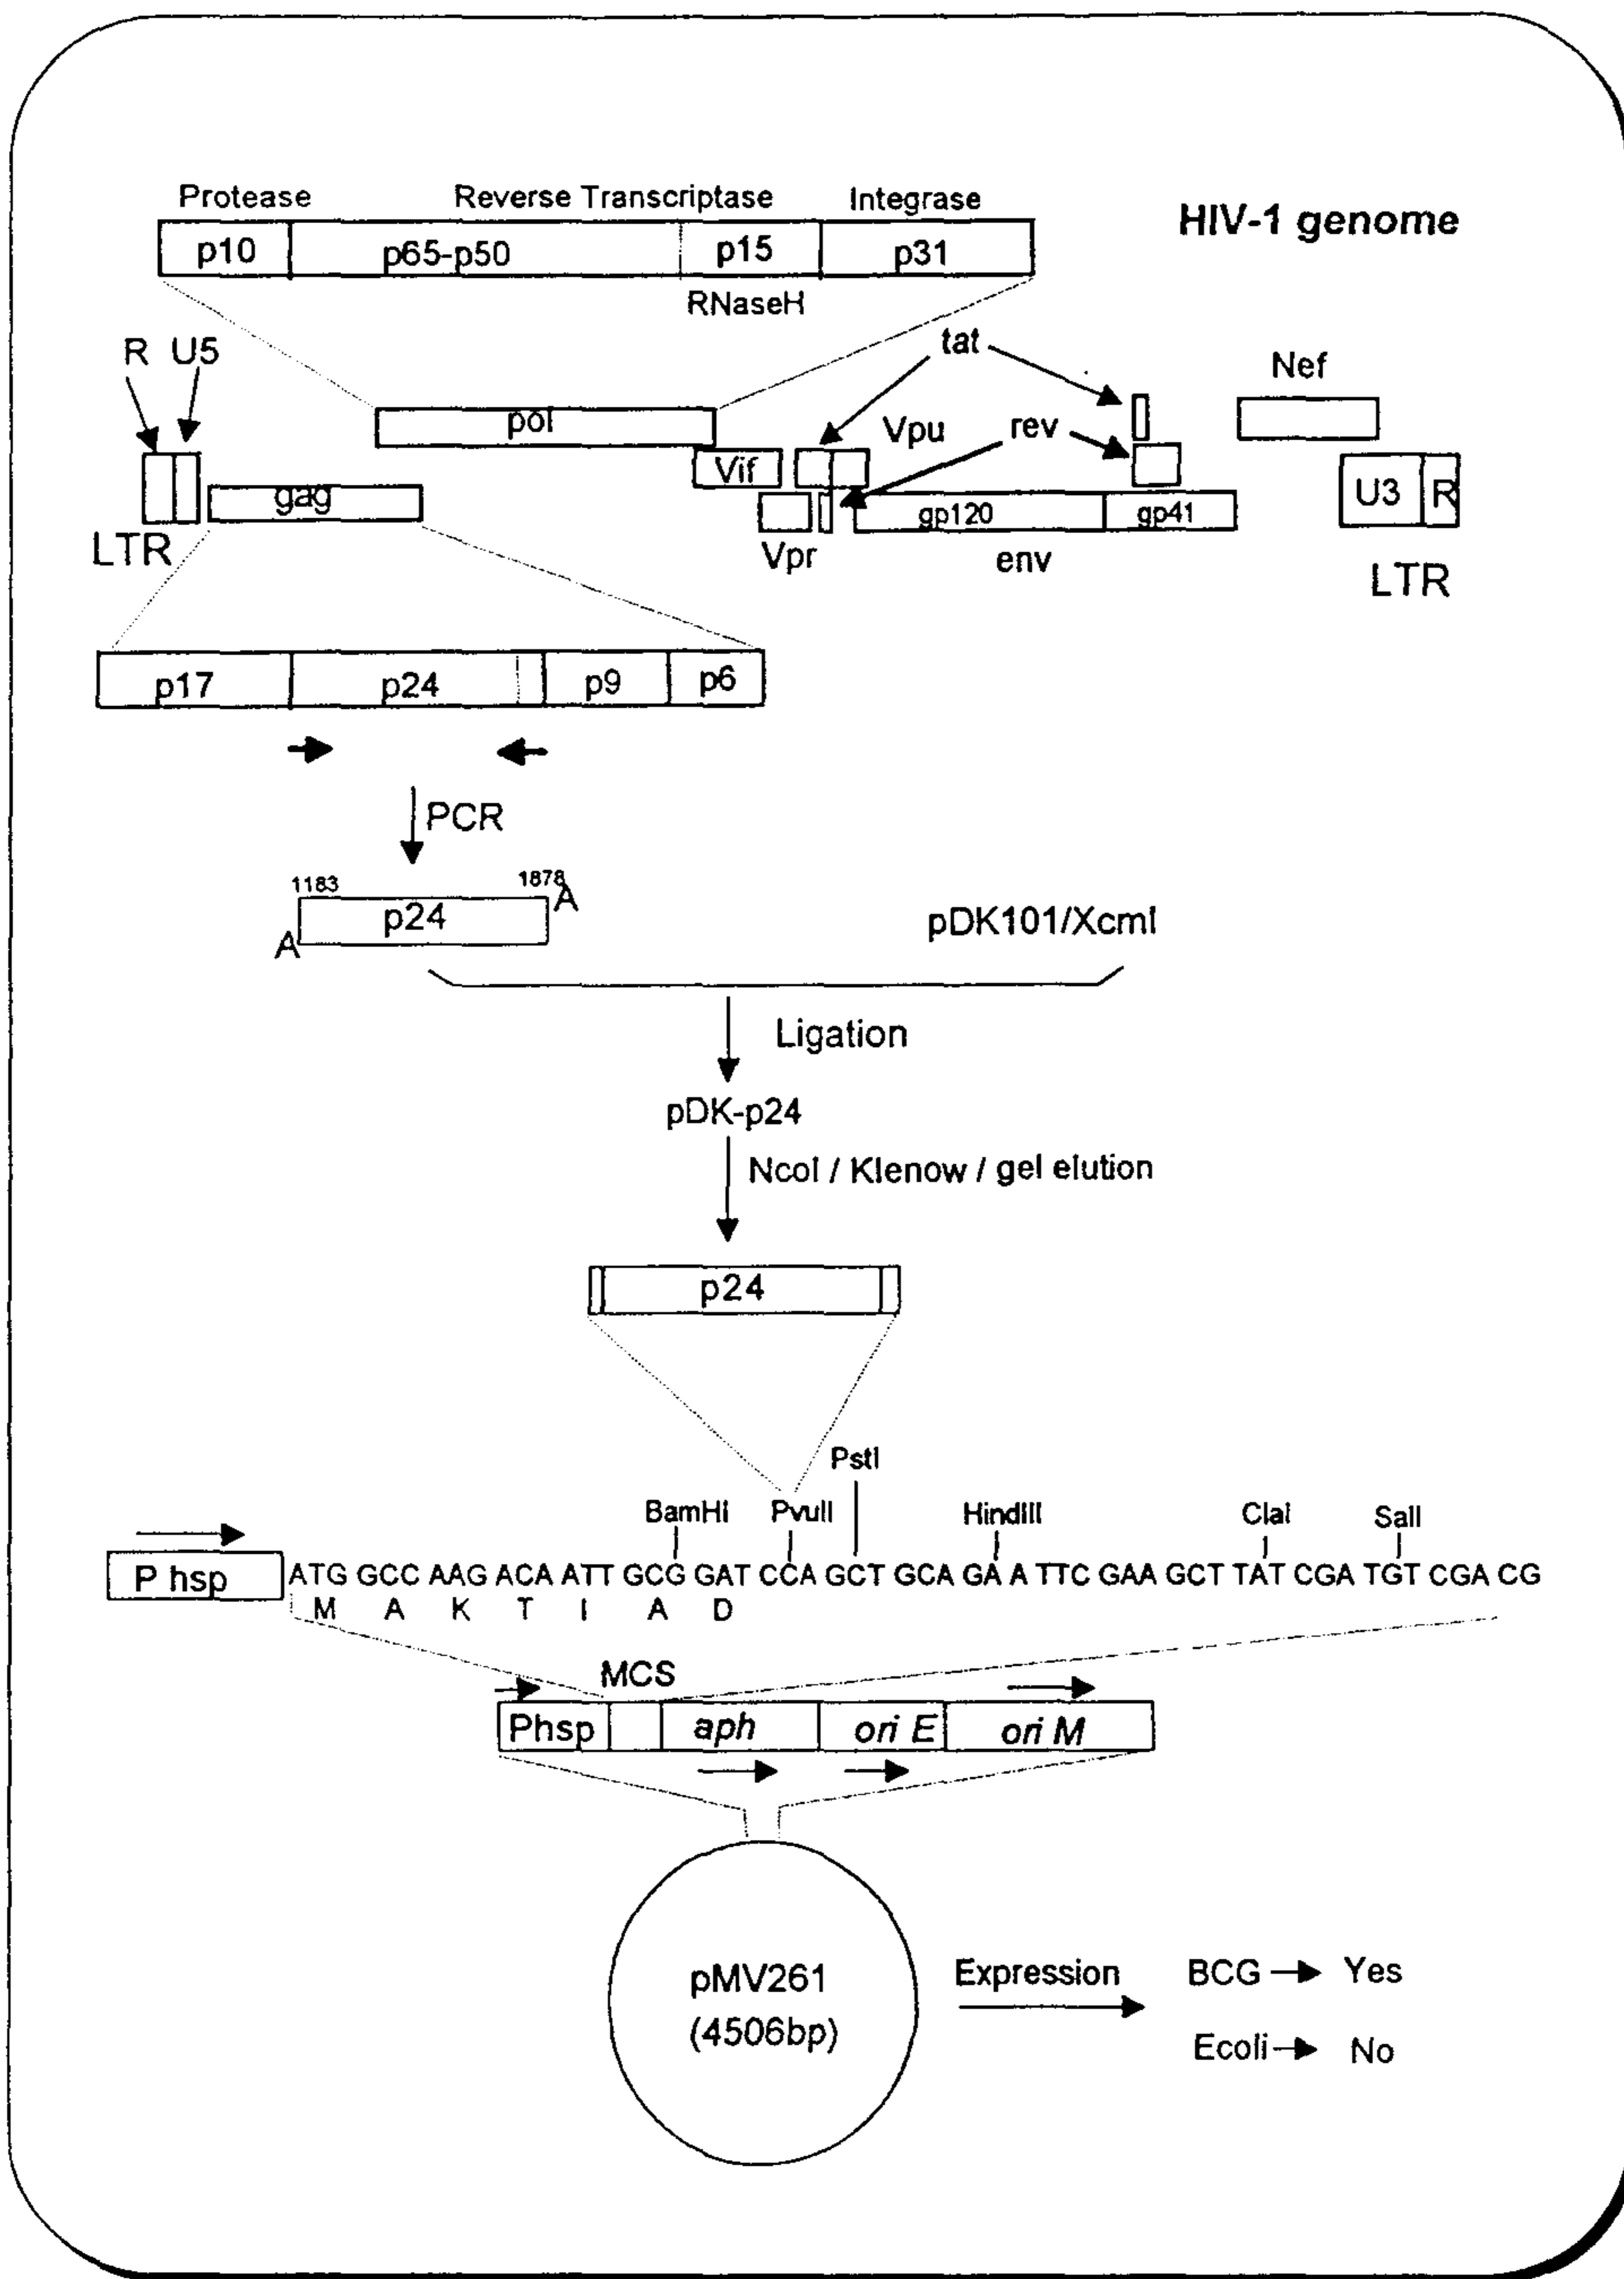 Protease Reverse Transcriptase Integrase
HIV-1 genome
p10 p65-p50 p15 p31
RNaseH
R U5
tat
Nef
pol
Vpu rev
Vif
gag
U3 R
gp120 gp41
LTR
Vpr env
LTR
p17 p24 p9 p6
PCR
1183 1878
A
p24
A
pDK101/XcmI
Ligation
pDK-p24
NcoI / Klenow / gel elution
p24
PstI
BamHI PvuII HindIII ClaI SalI
P hsp ATG GCC AAG ACA ATT GCG GAT CCA GCT GCA GA A TTC GAA GCT TAT CGA TGT CGA CG
M A K T I A D
MCS
Phsp aph ori E ori M
pMV261
(4506bp)
Expression
BCG → Yes
Ecoli → No